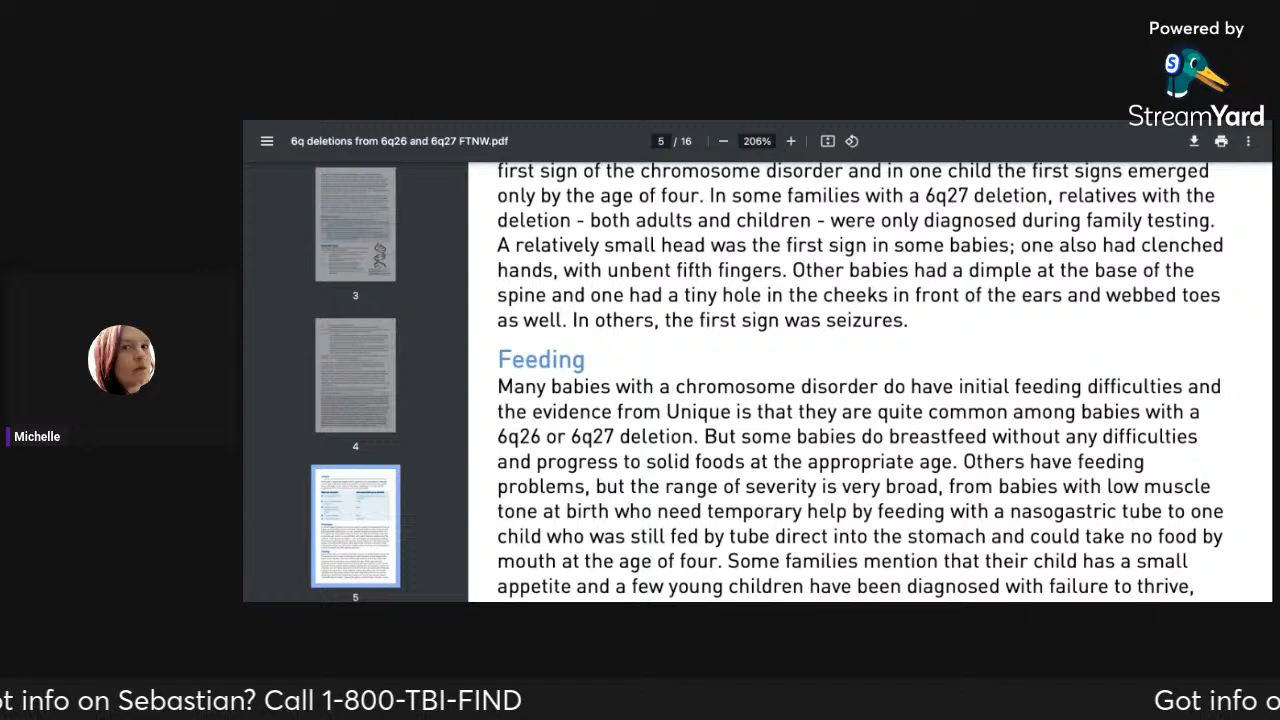 Powered by
StreamYard
6q deletions from 6q26 and 6q27 FTNW.pdf
5 / 16
206%
first sign of the chromosome disorder and in one child the first signs emerged
only by the age of four. In some families with a 6q27 deletion, relatives with the
deletion - both adults and children - were only diagnosed during family testing.
A relatively small head was the first sign in some babies; one also had clenched
hands, with unbent fifth fingers. Other babies had a dimple at the base of the
spine and one had a tiny hole in the cheeks in front of the ears and webbed toes
as well. In others, the first sign was seizures.
Feeding
Many babies with a chromosome disorder do have initial feeding difficulties and
the evidence from Unique is that they are quite common among babies with a
6q26 or 6q27 deletion. But some babies do breastfeed without any difficulties
and progress to solid foods at the appropriate age. Others have feeding
problems, but the range of severity is very broad, from babies with low muscle
tone at birth who need temporary help by feeding with a nasogastric tube to one
child who was still fed by tube direct into the stomach and could take no food by
mouth at the age of four. Some families mention that their child has a small
appetite and a few young children have been diagnosed with failure to thrive,
3
4
5
Michelle
ot info on Sebastian? Call 1-800-TBI-FIND
Got info o